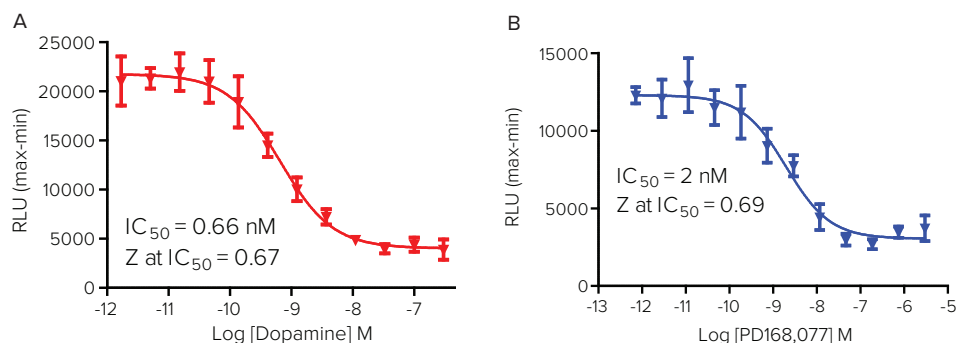 A
25000
20000
15000
10000
5000
0
RLU (max-min)
IC50 = 0.66 nM
Z at IC50 = 0.67
-12 -11 -10 -9 -8 -7
Log [Dopamine] M
B
15000
10000
5000
0
RLU (max-min)
IC50 = 2 nM
Z at IC50 = 0.69
-13 -12 -11 -10 -9 -8 -7 -6 -5
Log [PD168,077] M